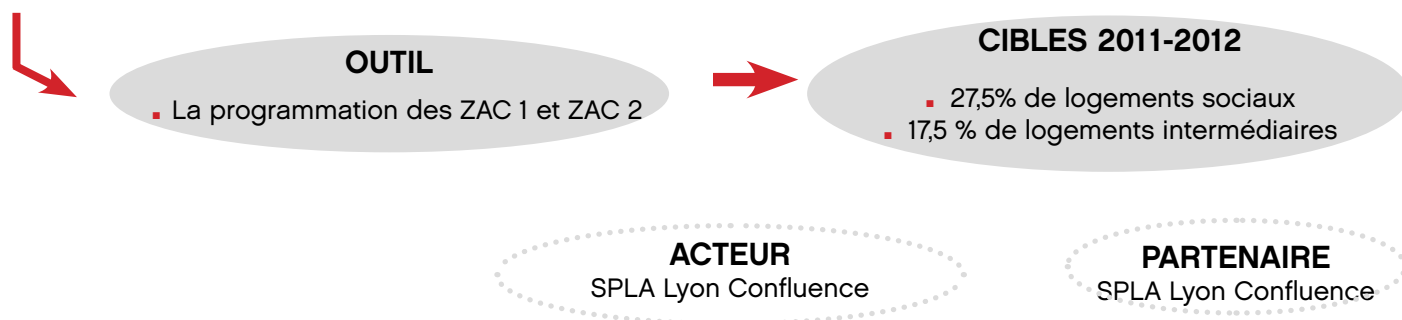 OUTIL
▪ La programmation des ZAC 1 et ZAC 2
CIBLES 2011-2012
▪ 27,5% de logements sociaux
▪ 17,5 % de logements intermédiaires
ACTEUR
SPLA Lyon Confluence
PARTENAIRE
SPLA Lyon Confluence